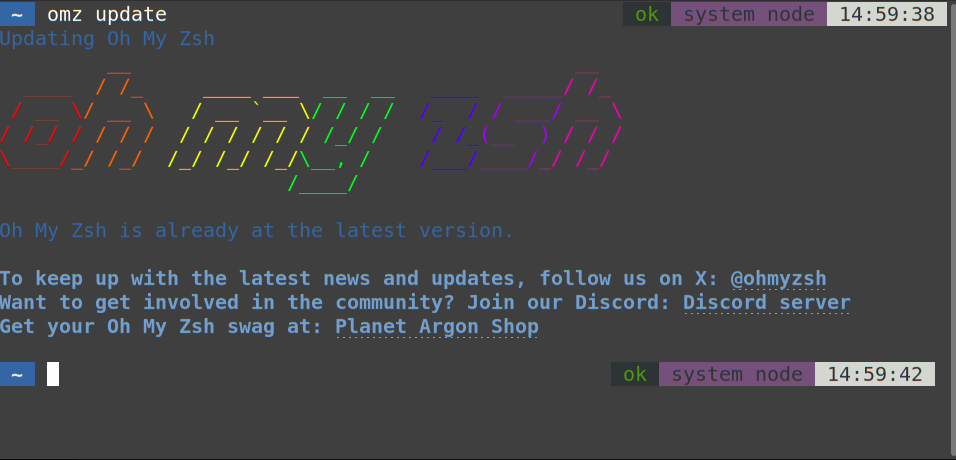 ~ omz update ok system node 14:59:38
Updating Oh My Zsh
oh my zsh
Oh My Zsh is already at the latest version.
To keep up with the latest news and updates, follow us on X: @ohmyzsh
Want to get involved in the community? Join our Discord: Discord server
Get your Oh My Zsh swag at: Planet Argon Shop
~ ok system node 14:59:42